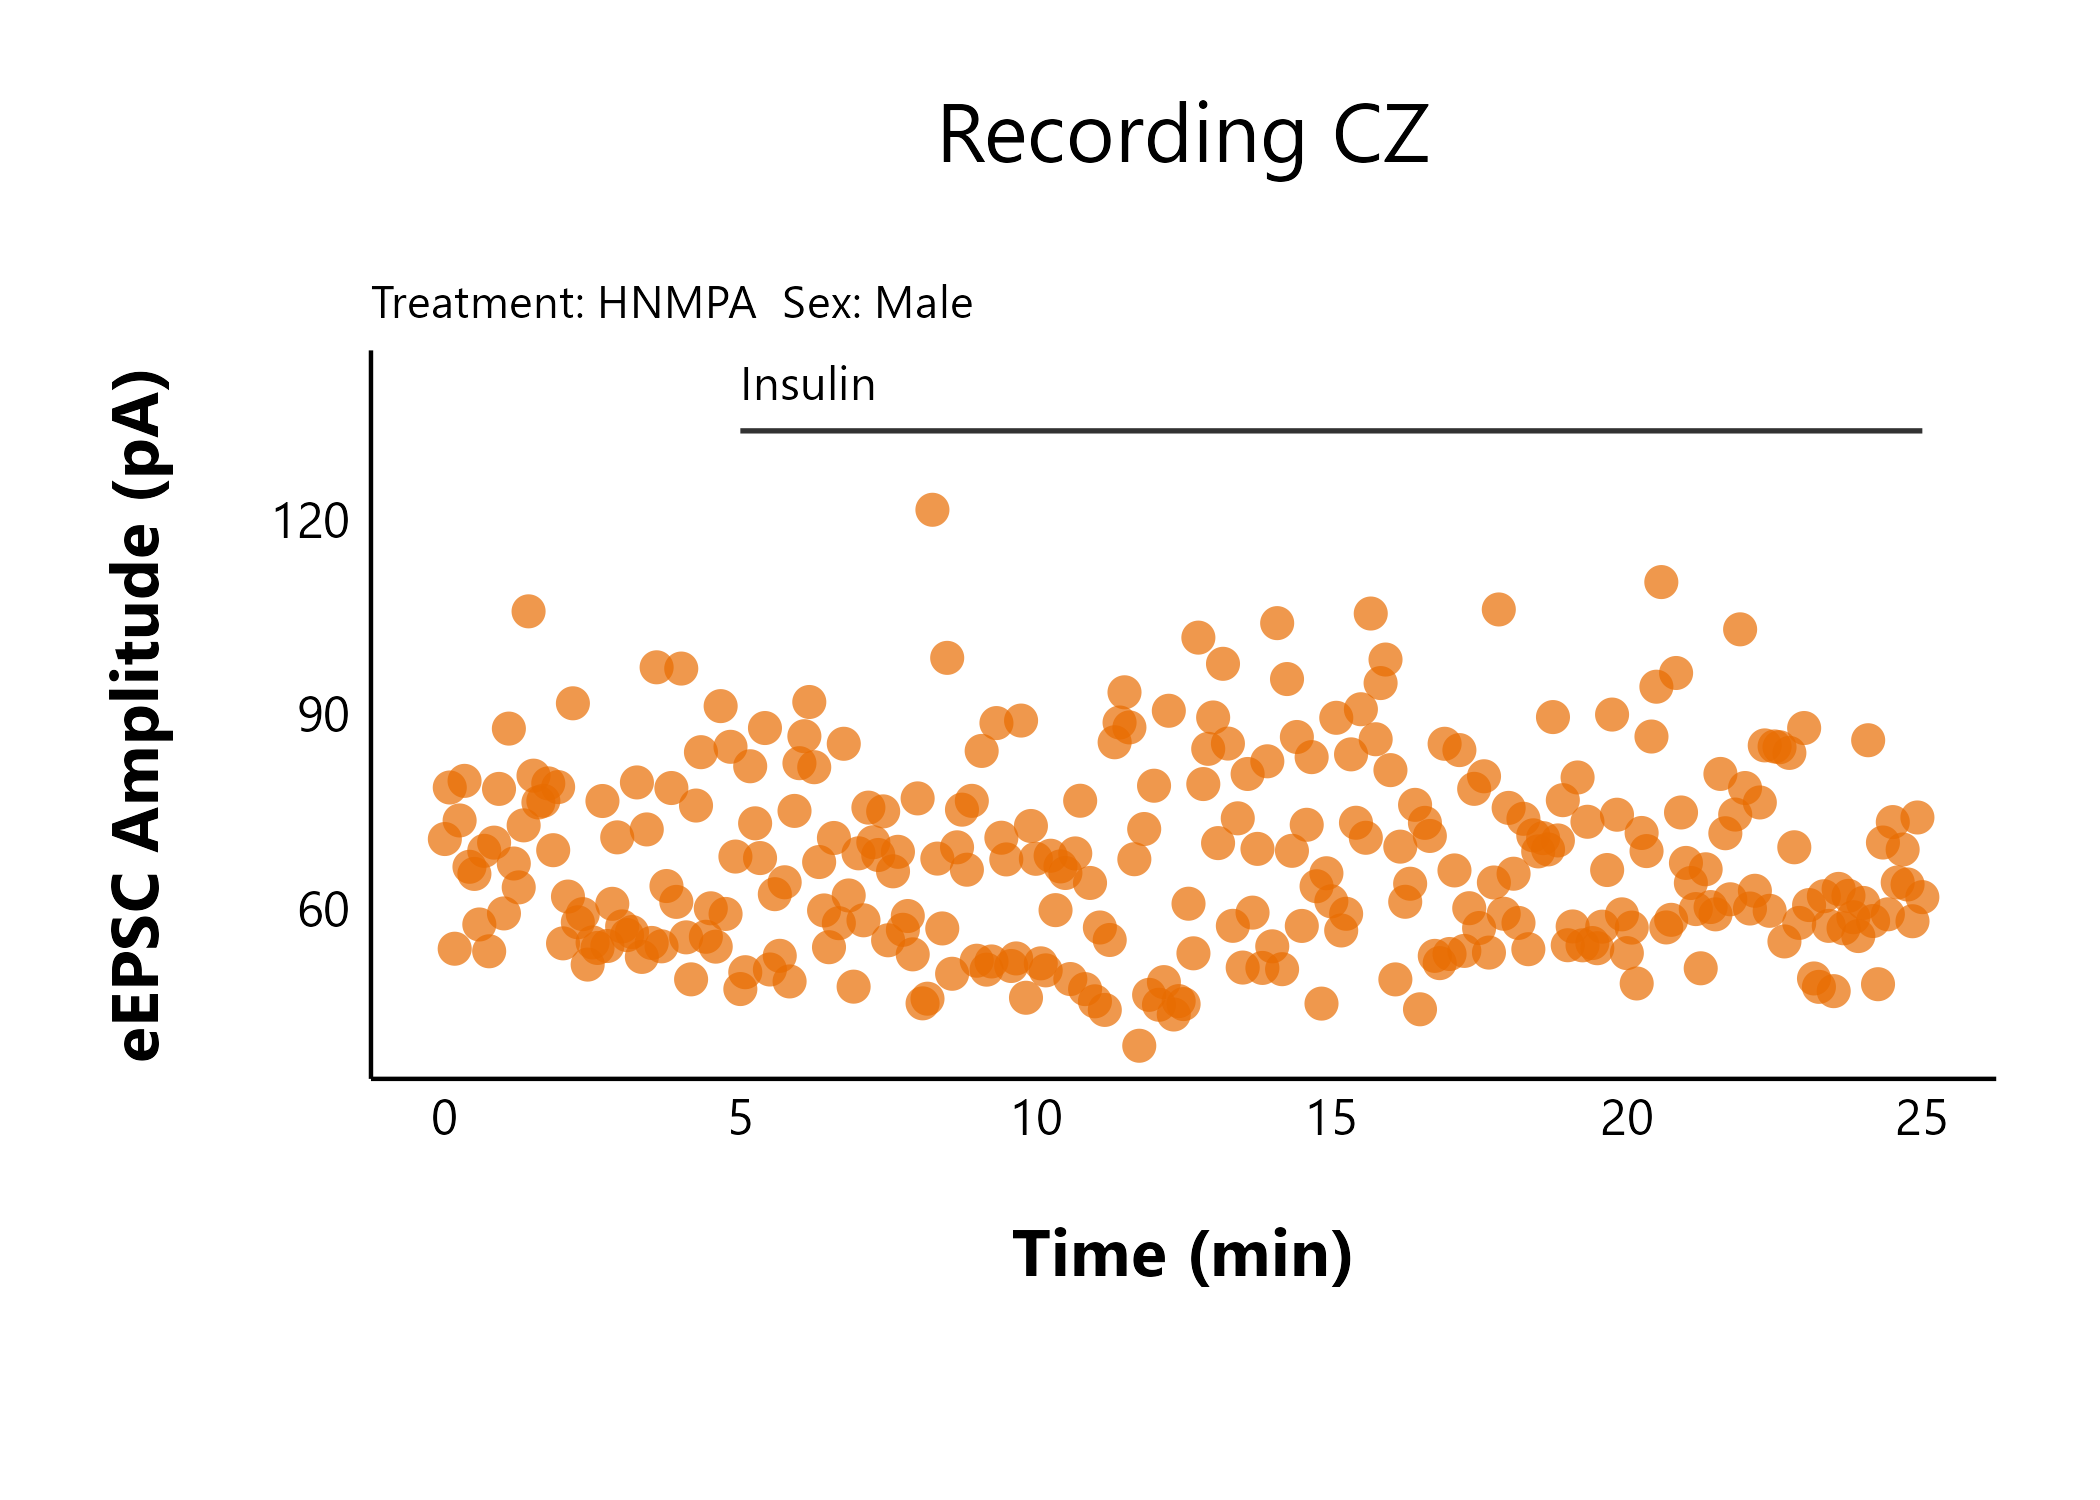 Recording CZ
Treatment: HNMPA  Sex: Male
Insulin
eEPSC Amplitude (pA)
120
90
60
0 5 10 15 20 25
Time (min)